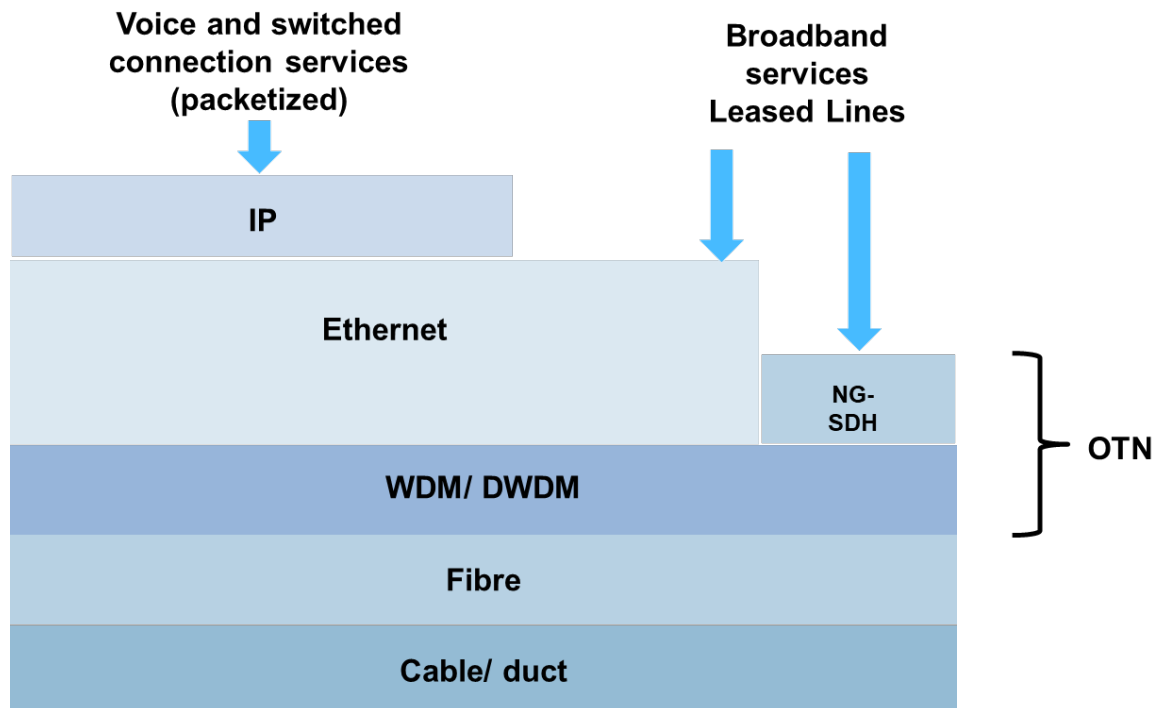 Voice and switched
connection services
(packetized)
Broadband
services
Leased Lines
IP
Ethernet
NG-
SDH
OTN
WDM/ DWDM
Fibre
Cable/ duct